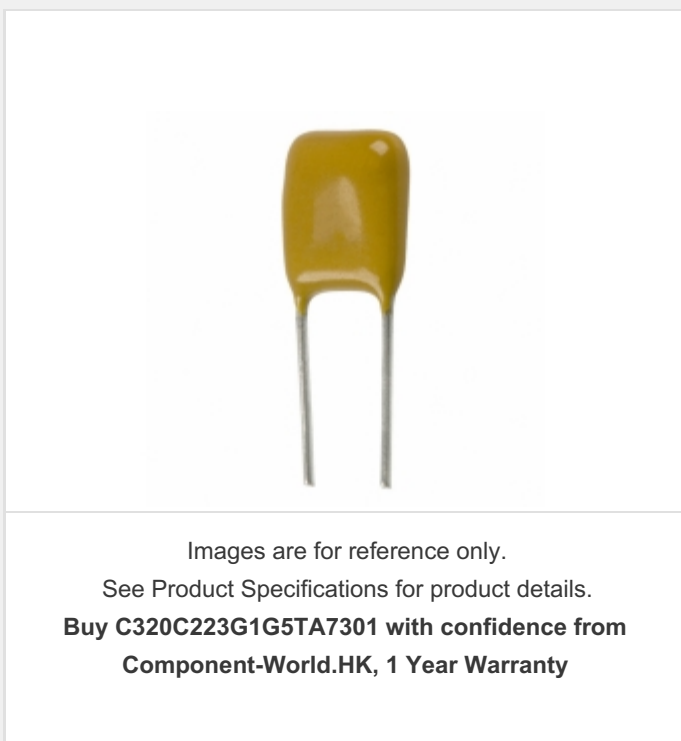 Images are for reference only.
See Product Specifications for product details.
Buy C320C223G1G5TA7301 with confidence from
Component-World.HK, 1 Year Warranty